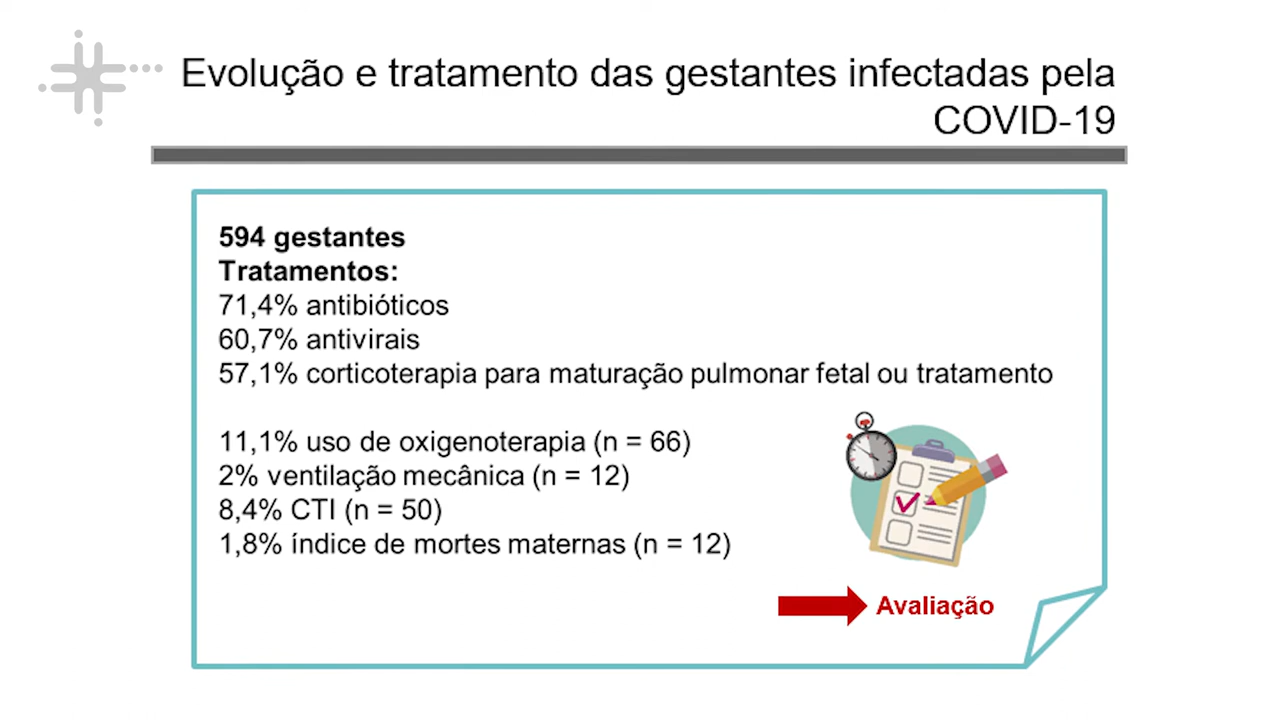 Evolução e tratamento das gestantes infectadas pela
COVID-19
594 gestantes
Tratamentos:
71,4% antibióticos
60,7% antivirais
57,1% corticoterapia para maturação pulmonar fetal ou tratamento
11,1% uso de oxigenoterapia (n = 66)
2% ventilação mecânica (n = 12)
8,4% CTI (n = 50)
1,8% índice de mortes maternas (n = 12)
Avaliação